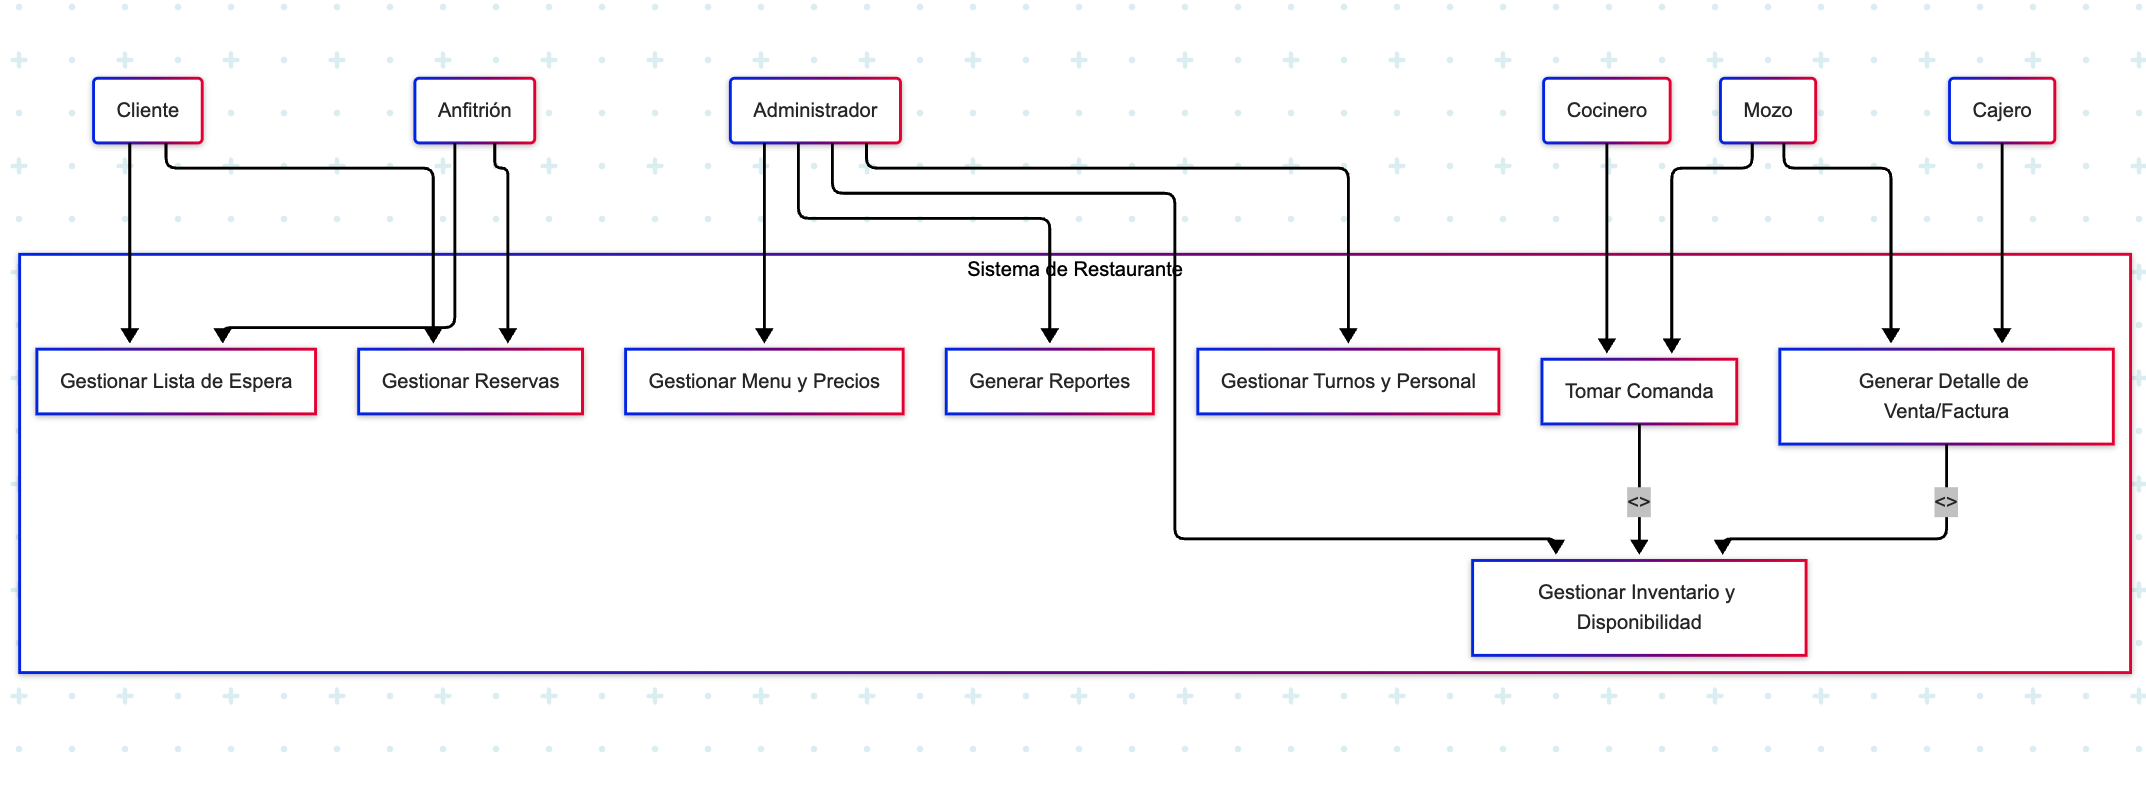 Cliente
Anfitrión
Administrador
Cocinero
Mozo
Cajero
Sistema de Restaurante
Gestionar Lista de Espera
Gestionar Reservas
Gestionar Menu y Precios
Generar Reportes
Gestionar Turnos y Personal
Tomar Comanda
Generar Detalle de
Venta/Factura
<>
<>
Gestionar Inventario y
Disponibilidad